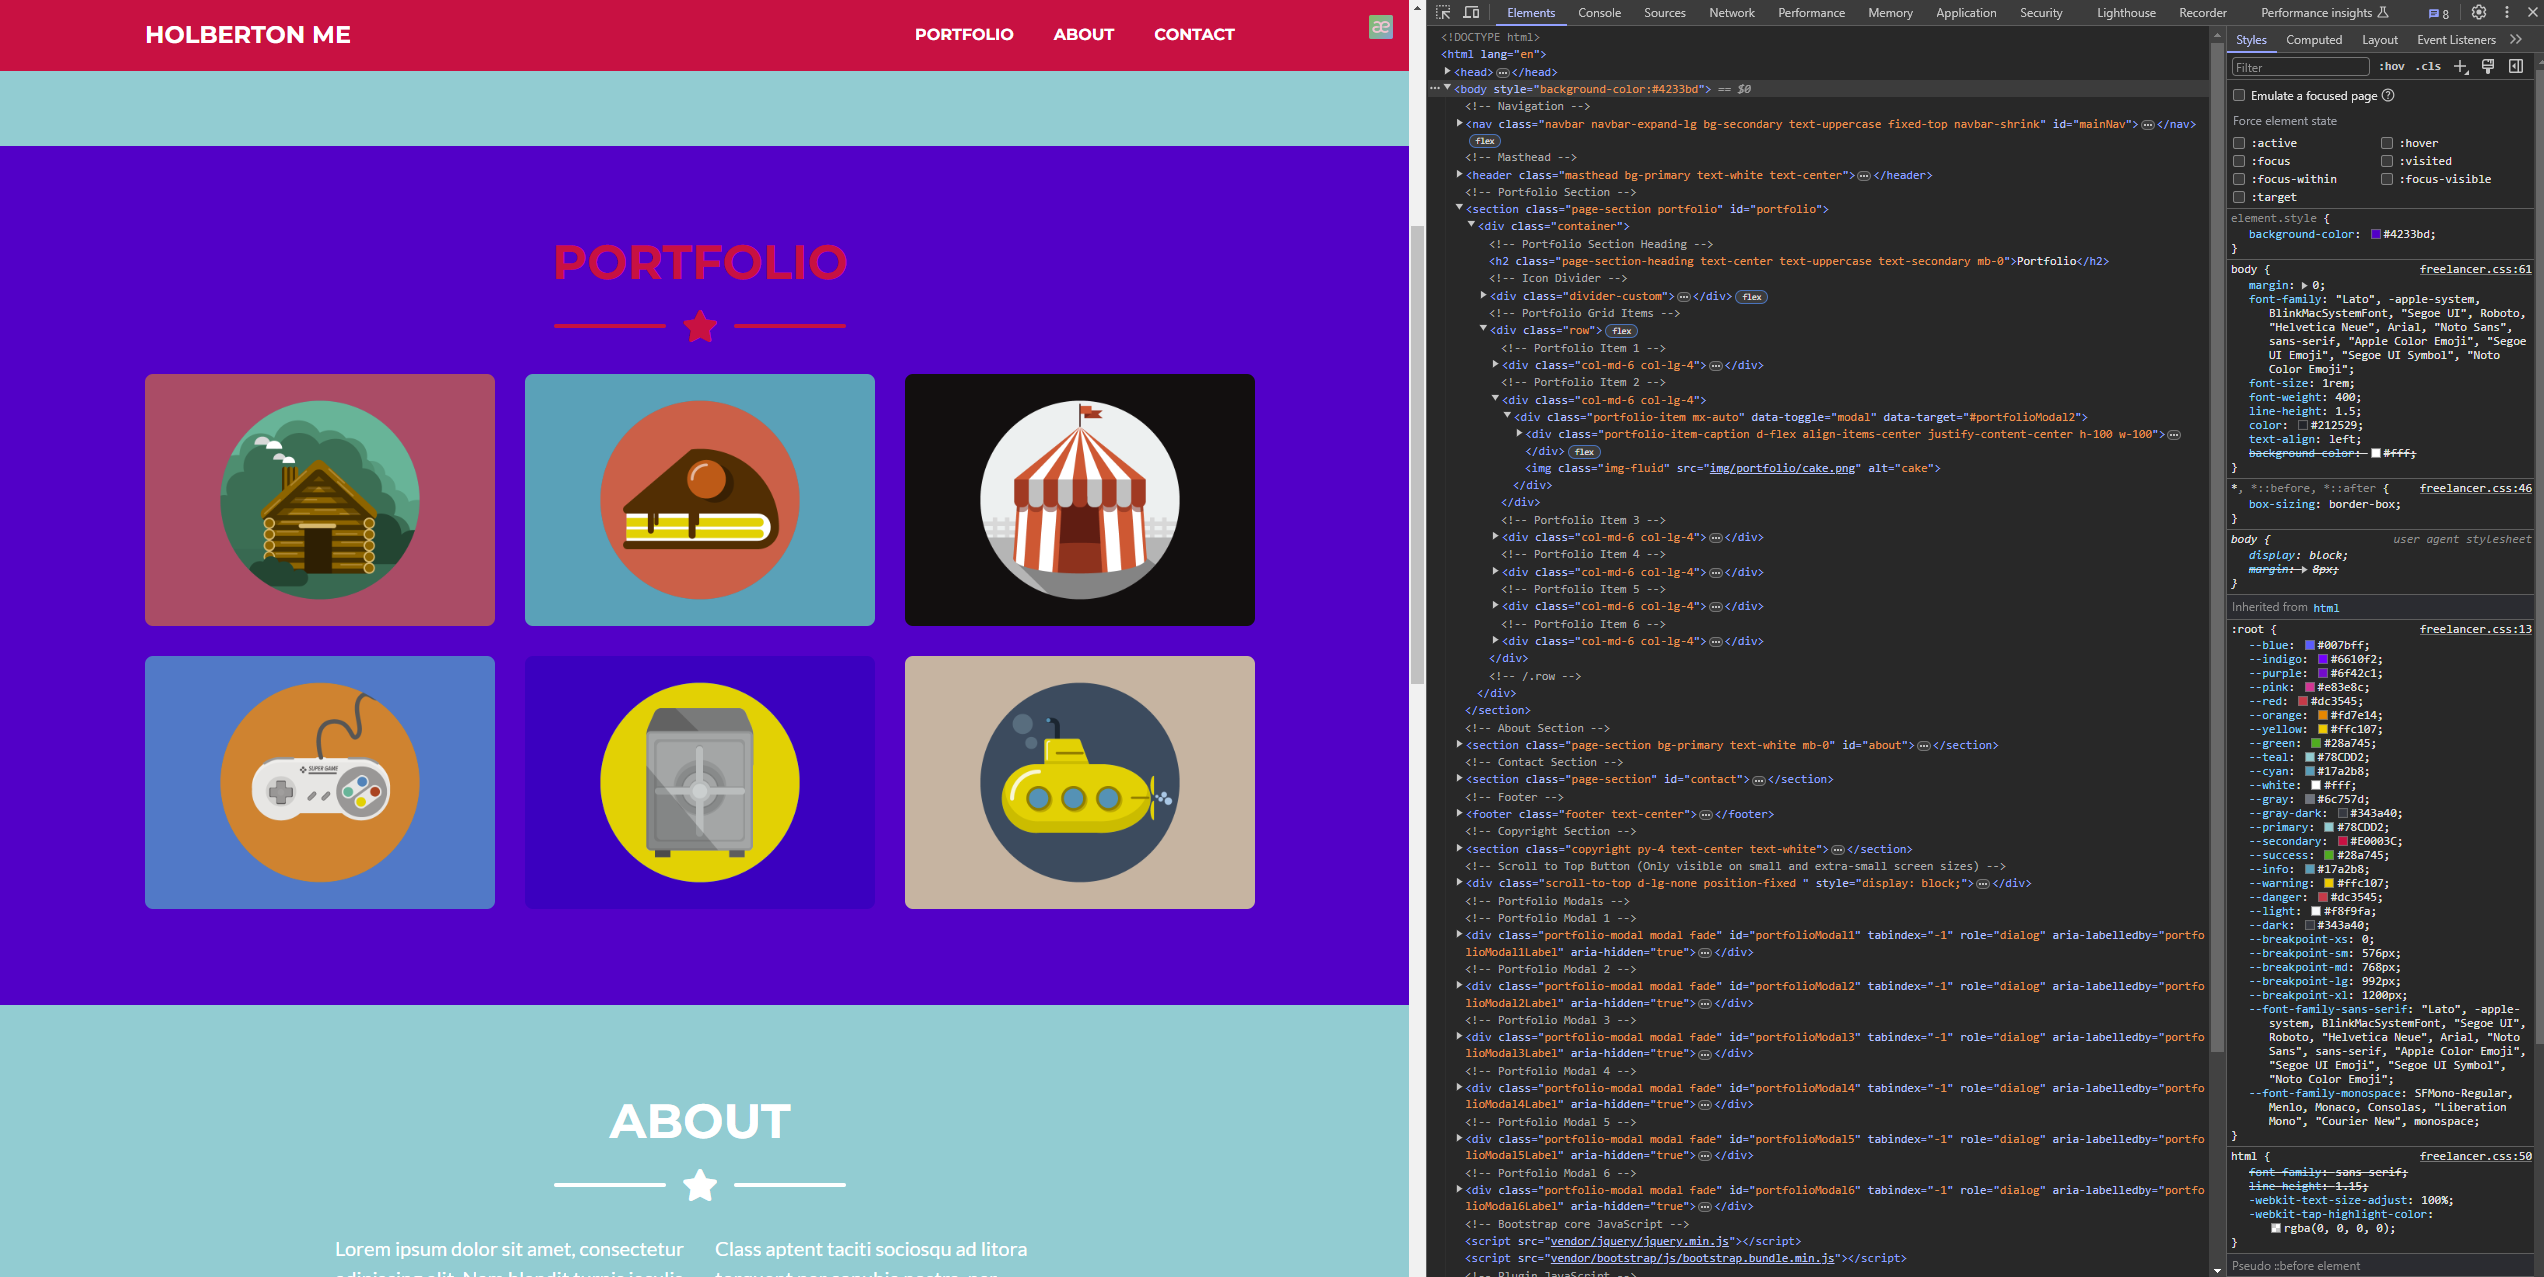 HOLBERTON ME
PORTFOLIO ABOUT CONTACT
æ
PORTFOLIO
SUPER GAME
ABOUT
Lorem ipsum dolor sit amet, consectetur
Class aptent taciti sociosqu ad litora
Elements Console Sources Network Performance Memory Application Security Lighthouse Recorder Performance insights 8
<!DOCTYPE html>
<html lang="en">
<head>…</head>
<body style="background-color:#4233bd"> == $0
<!-- Navigation -->
<nav class="navbar navbar-expand-lg bg-secondary text-uppercase fixed-top navbar-shrink" id="mainNav">…</nav>
flex
<!-- Masthead -->
<header class="masthead bg-primary text-white text-center">…</header>
<!-- Portfolio Section -->
<section class="page-section portfolio" id="portfolio">
<div class="container">
<!-- Portfolio Section Heading -->
<h2 class="page-section-heading text-center text-uppercase text-secondary mb-0">Portfolio</h2>
<!-- Icon Divider -->
<div class="divider-custom">…</div> flex
<!-- Portfolio Grid Items -->
<div class="row"> flex
<!-- Portfolio Item 1 -->
<div class="col-md-6 col-lg-4">…</div>
<!-- Portfolio Item 2 -->
<div class="col-md-6 col-lg-4">
<div class="portfolio-item mx-auto" data-toggle="modal" data-target="#portfolioModal2">
<div class="portfolio-item-caption d-flex align-items-center justify-content-center h-100 w-100">…
</div> flex
<img class="img-fluid" src="img/portfolio/cake.png" alt="cake">
</div>
</div>
<!-- Portfolio Item 3 -->
<div class="col-md-6 col-lg-4">…</div>
<!-- Portfolio Item 4 -->
<div class="col-md-6 col-lg-4">…</div>
<!-- Portfolio Item 5 -->
<div class="col-md-6 col-lg-4">…</div>
<!-- Portfolio Item 6 -->
<div class="col-md-6 col-lg-4">…</div>
</div>
<!-- /.row -->
</div>
</section>
<!-- About Section -->
<section class="page-section bg-primary text-white mb-0" id="about">…</section>
<!-- Contact Section -->
<section class="page-section" id="contact">…</section>
<!-- Footer -->
<footer class="footer text-center">…</footer>
<!-- Copyright Section -->
<section class="copyright py-4 text-center text-white">…</section>
<!-- Scroll to Top Button (Only visible on small and extra-small screen sizes) -->
<div class="scroll-to-top d-lg-none position-fixed " style="display: block;">…</div>
<!-- Portfolio Modals -->
<!-- Portfolio Modal 1 -->
<div class="portfolio-modal modal fade" id="portfolioModal1" tabindex="-1" role="dialog" aria-labelledby="portfo
lioModal1Label" aria-hidden="true">…</div>
<!-- Portfolio Modal 2 -->
<div class="portfolio-modal modal fade" id="portfolioModal2" tabindex="-1" role="dialog" aria-labelledby="portfo
lioModal2Label" aria-hidden="true">…</div>
<!-- Portfolio Modal 3 -->
<div class="portfolio-modal modal fade" id="portfolioModal3" tabindex="-1" role="dialog" aria-labelledby="portfo
lioModal3Label" aria-hidden="true">…</div>
<!-- Portfolio Modal 4 -->
<div class="portfolio-modal modal fade" id="portfolioModal4" tabindex="-1" role="dialog" aria-labelledby="portfo
lioModal4Label" aria-hidden="true">…</div>
<!-- Portfolio Modal 5 -->
<div class="portfolio-modal modal fade" id="portfolioModal5" tabindex="-1" role="dialog" aria-labelledby="portfo
lioModal5Label" aria-hidden="true">…</div>
<!-- Portfolio Modal 6 -->
<div class="portfolio-modal modal fade" id="portfolioModal6" tabindex="-1" role="dialog" aria-labelledby="portfo
lioModal6Label" aria-hidden="true">…</div>
<!-- Bootstrap core JavaScript -->
<script src="vendor/jquery/jquery.min.js"></script>
<script src="vendor/bootstrap/js/bootstrap.bundle.min.js"></script>
<!-- Plugin JavaScript -->
Styles Computed Layout Event Listeners
Filter :hov .cls
Emulate a focused page
Force element state
:active :hover
:focus :visited
:focus-within :focus-visible
:target
element.style {
background-color: #4233bd;
}
body { freelancer.css:61
margin: 0;
font-family: "Lato", -apple-system,
BlinkMacSystemFont, "Segoe UI", Roboto,
"Helvetica Neue", Arial, "Noto Sans",
sans-serif, "Apple Color Emoji", "Segoe
UI Emoji", "Segoe UI Symbol", "Noto
Color Emoji";
font-size: 1rem;
font-weight: 400;
line-height: 1.5;
color: #212529;
text-align: left;
background-color: #fff;
}
*, *::before, *::after { freelancer.css:46
box-sizing: border-box;
}
body { user agent stylesheet
display: block;
margin: 8px;
}
Inherited from html
:root { freelancer.css:13
--blue: #007bff;
--indigo: #6610f2;
--purple: #6f42c1;
--pink: #e83e8c;
--red: #dc3545;
--orange: #fd7e14;
--yellow: #ffc107;
--green: #28a745;
--teal: #78CDD2;
--cyan: #17a2b8;
--white: #fff;
--gray: #6c757d;
--gray-dark: #343a40;
--primary: #78CDD2;
--secondary: #E0003C;
--success: #28a745;
--info: #17a2b8;
--warning: #ffc107;
--danger: #dc3545;
--light: #f8f9fa;
--dark: #343a40;
--breakpoint-xs: 0;
--breakpoint-sm: 576px;
--breakpoint-md: 768px;
--breakpoint-lg: 992px;
--breakpoint-xl: 1200px;
--font-family-sans-serif: "Lato", -apple-
system, BlinkMacSystemFont, "Segoe UI",
Roboto, "Helvetica Neue", Arial, "Noto
Sans", sans-serif, "Apple Color Emoji",
"Segoe UI Emoji", "Segoe UI Symbol",
"Noto Color Emoji";
--font-family-monospace: SFMono-Regular,
Menlo, Monaco, Consolas, "Liberation
Mono", "Courier New", monospace;
}
html { freelancer.css:50
font-family: sans-serif;
line-height: 1.15;
-webkit-text-size-adjust: 100%;
-webkit-tap-highlight-color:
rgba(0, 0, 0, 0);
}
Pseudo ::before element